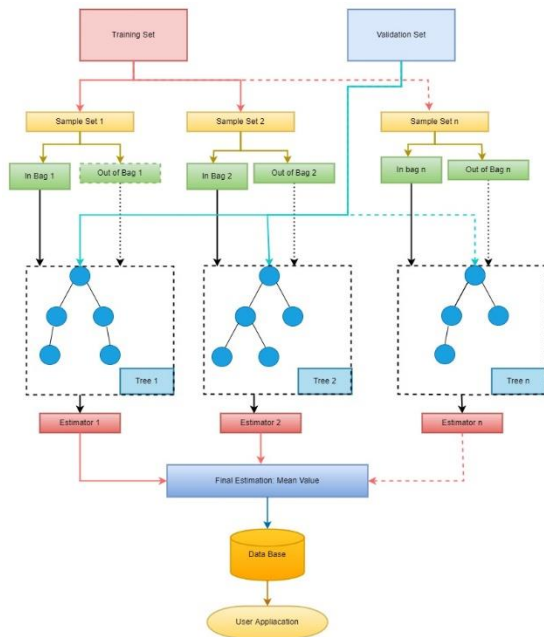 Training Set
Validation Set
Sample Set 1
Sample Set 2
Sample Set n
In Bag 1
Out of Bag 1
In Bag 2
Out of Bag 2
In bag n
Out of Bag n
Tree 1
Tree 2
Tree n
Estimator 1
Estimator 2
Estimator n
Final Estimation: Mean Value
Data Base
User Appliacation